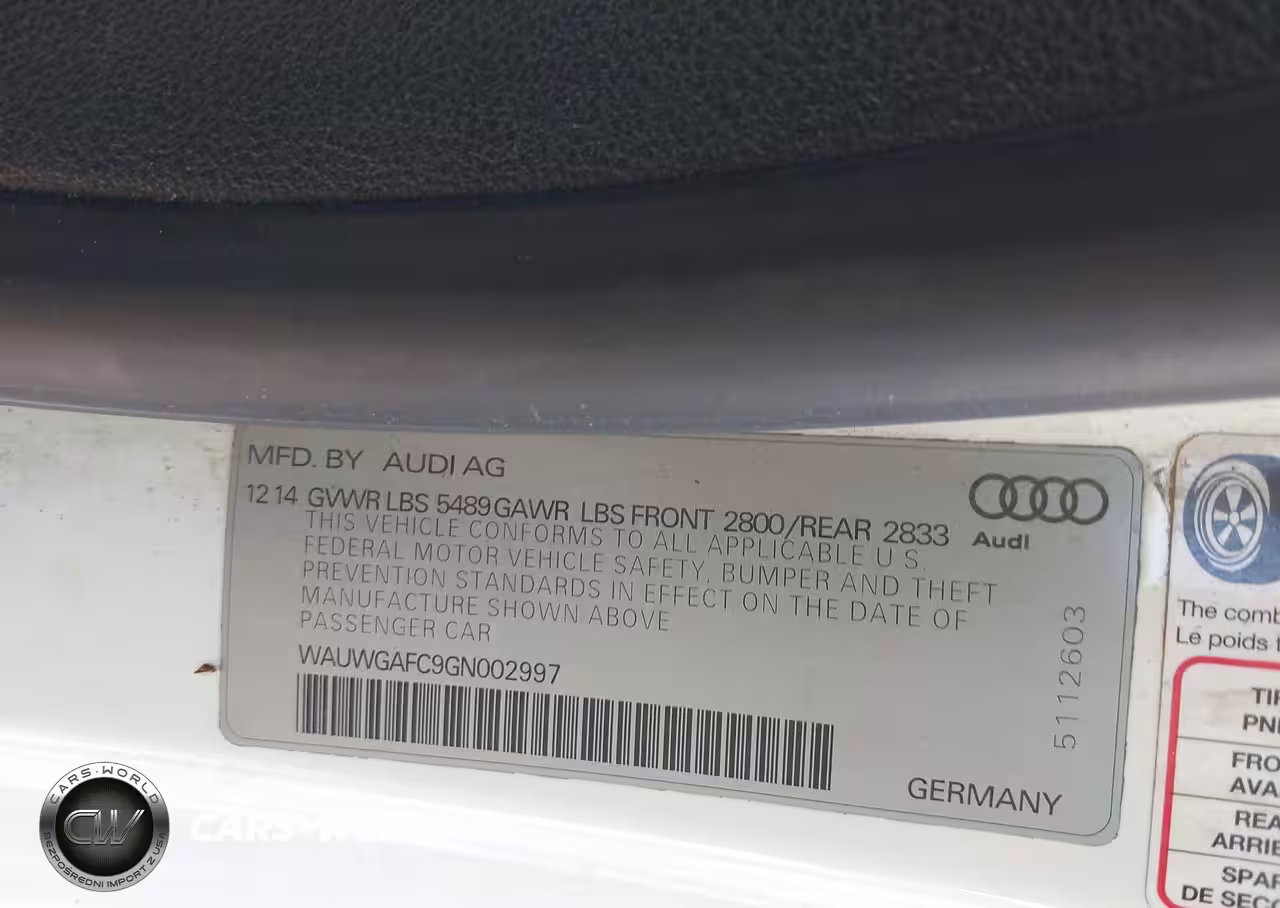 MFD. BY AUDI AG
12 14 GVWR LBS 5489 GAWR LBS FRONT 2800/REAR 2833
THIS VEHICLE CONFORMS TO ALL APPLICABLE U S.
FEDERAL MOTOR VEHICLE SAFETY, BUMPER AND THEFT
PREVENTION STANDARDS IN EFFECT ON THE DATE OF
MANUFACTURE SHOWN ABOVE
PASSENGER CAR
WAUWGAFC9GN002997
Audi
5112603
GERMANY
The comb
Le poids
TIR
PNE
FRO
AVA
REA
ARRIE
SPAR
DE SECO
CARS-WORLD
CW
BEZPOŚREDNI IMPORT Z USA